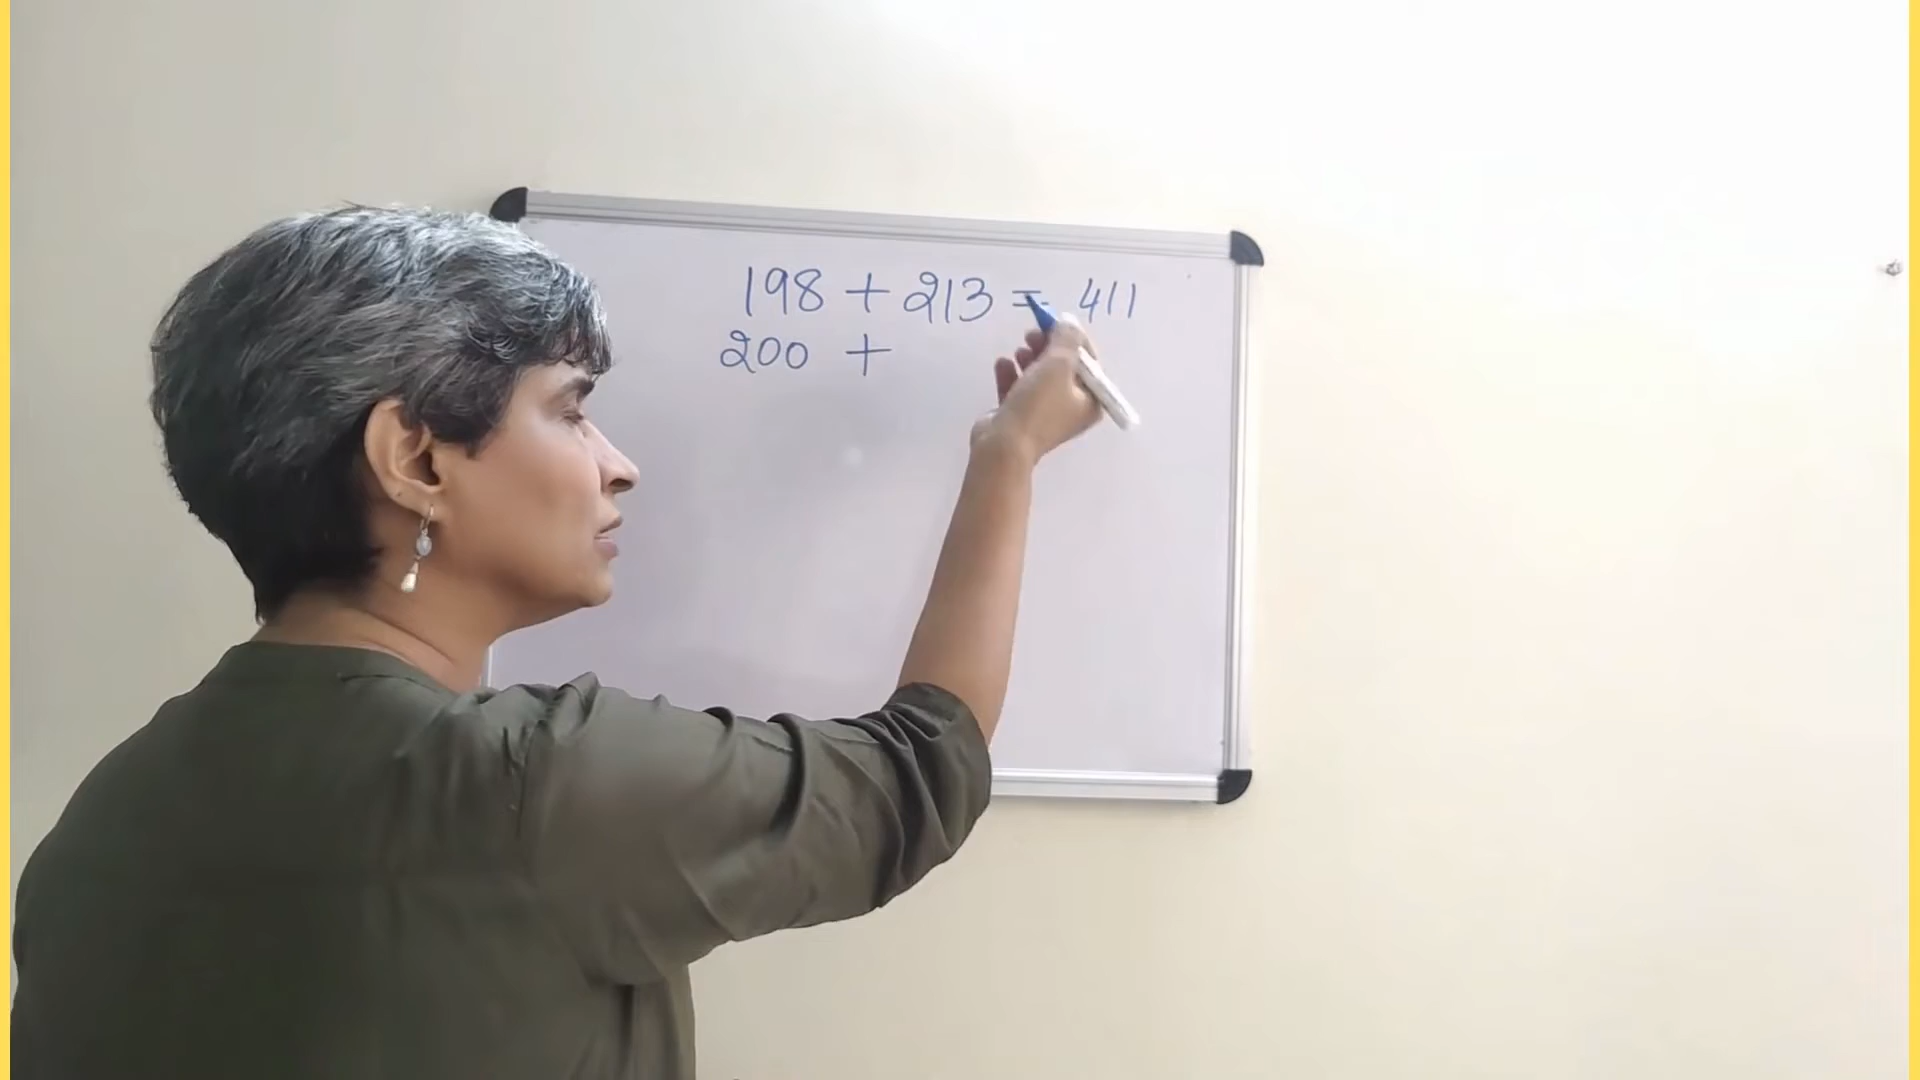 198 + 213 = 411
200 +